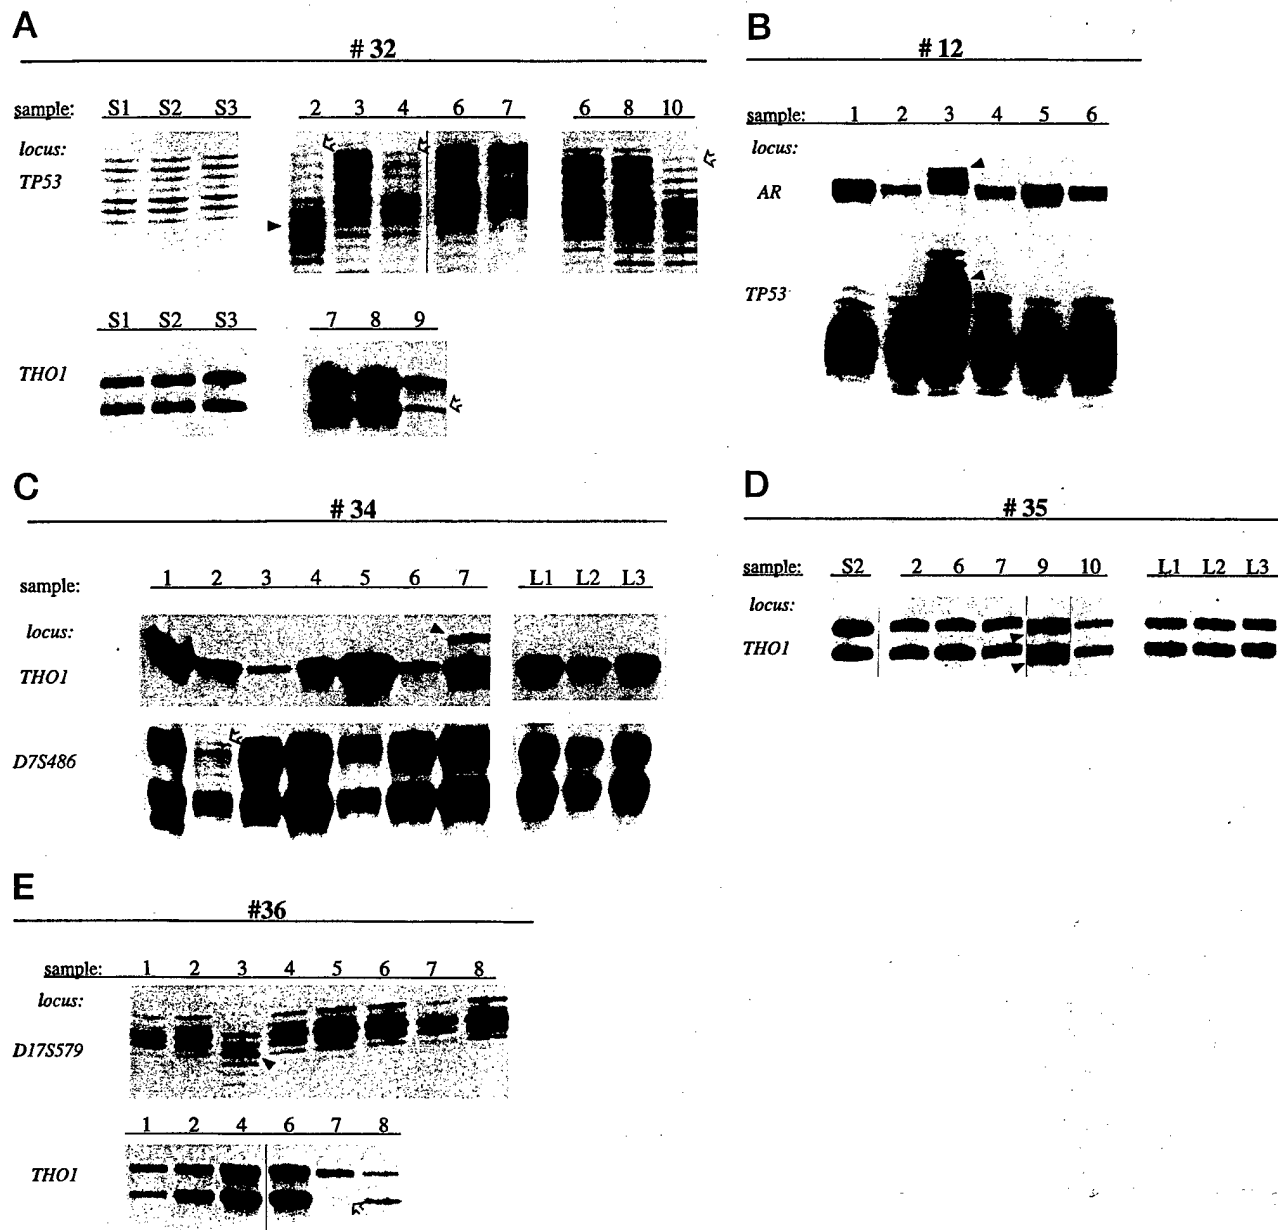 A
# 32
sample: S1 S2 S3 2 3 4 6 7 6 8 10
locus:
TP53
S1 S2 S3 7 8 9
THO1
B
# 12
sample: 1 2 3 4 5 6
locus:
AR
TP53
C
# 34
sample: 1 2 3 4 5 6 7 L1 L2 L3
locus:
THO1
D7S486
D
# 35
sample: S2 2 6 7 9 10 L1 L2 L3
locus:
THO1
E
#36
sample: 1 2 3 4 5 6 7 8
locus:
D17S579
1 2 4 6 7 8
THO1